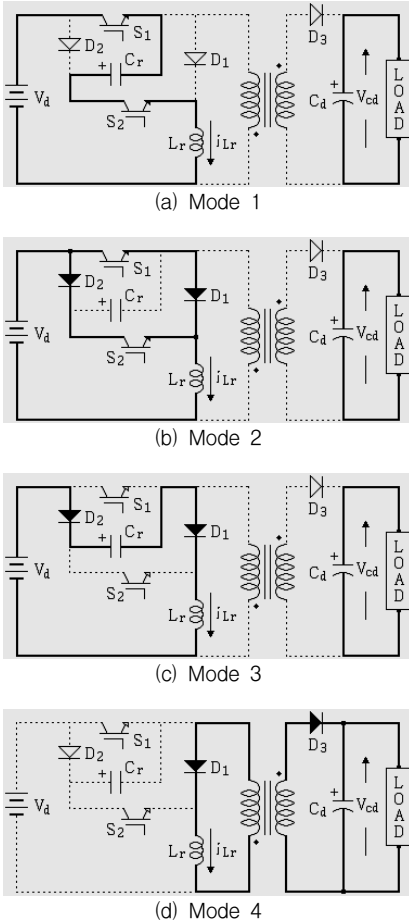 S1
D2
D1
D3
+
Cr
Vd
S2
Lr
iLr
+
Cd
Vcd
LOAD
(a) Mode 1
S1
D2
D1
D3
+
Cr
Vd
S2
Lr
iLr
+
Cd
Vcd
LOAD
(b) Mode 2
S1
D2
D1
D3
+
Cr
Vd
S2
Lr
iLr
+
Cd
Vcd
LOAD
(c) Mode 3
S1
D2
D1
D3
+
Cr
Vd
S2
Lr
iLr
+
Cd
Vcd
LOAD
(d) Mode 4